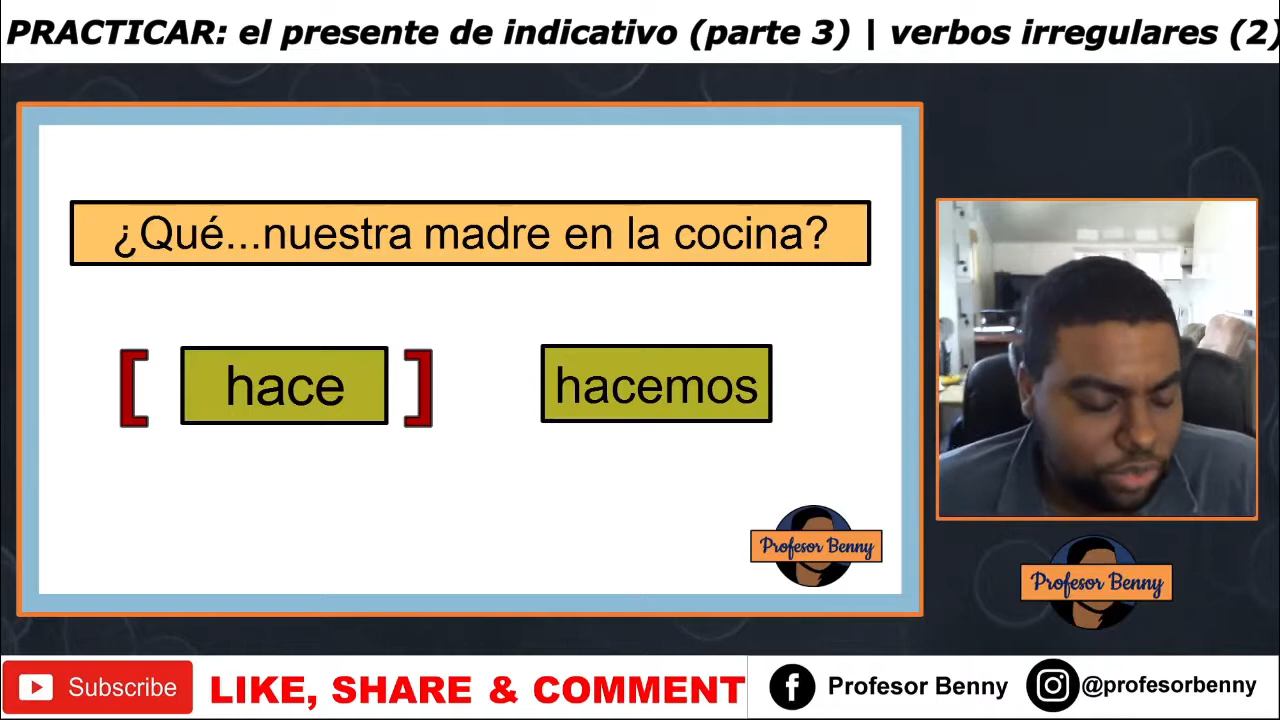 PRACTICAR: el presente de indicativo (parte 3) | verbos irregulares (2)
¿Qué...nuestra madre en la cocina?
[ hace ] hacemos
Profesor Benny
Profesor Benny
Subscribe LIKE, SHARE & COMMENT Profesor Benny @profesorbenny